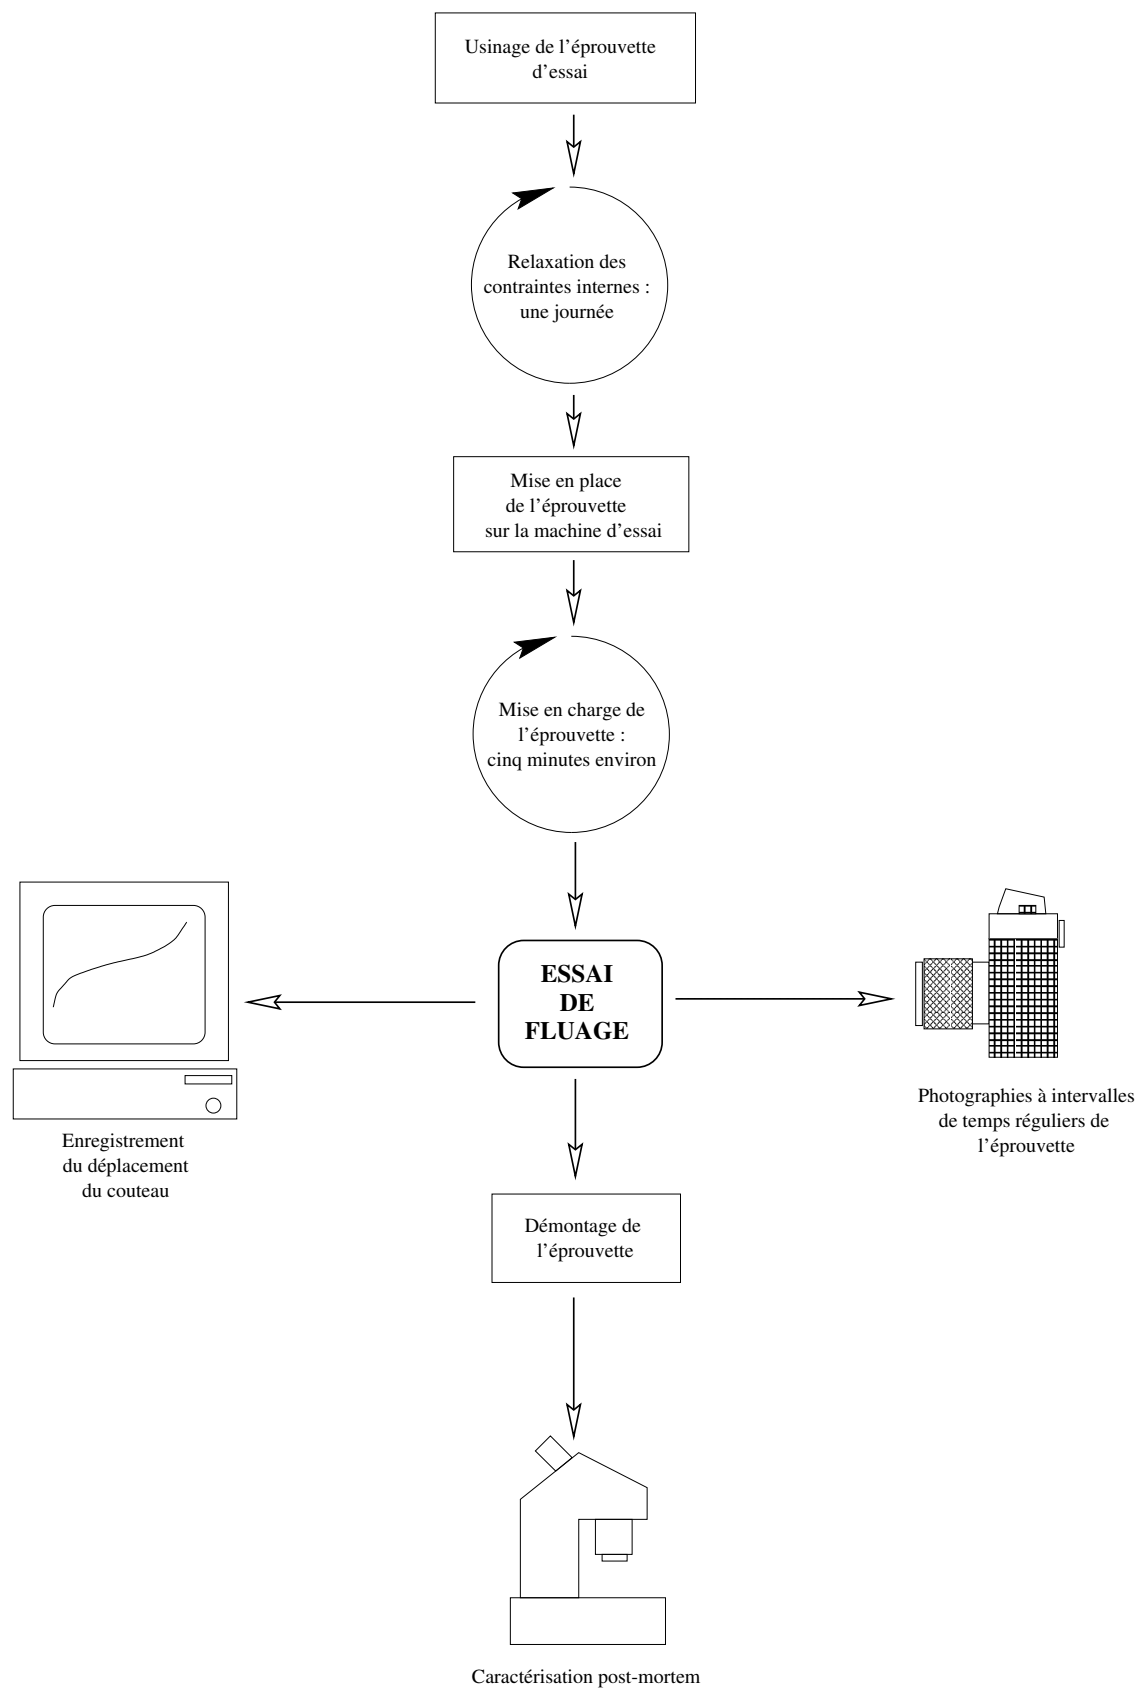 Usinage de l’éprouvette
d’essai
Relaxation des
contraintes internes :
une journée
Mise en place
de l’éprouvette
sur la machine d’essai
Mise en charge de
l’éprouvette :
cinq minutes environ
ESSAI
DE
FLUAGE
Enregistrement
du déplacement
du couteau
Photographies à intervalles
de temps réguliers de
l’éprouvette
Démontage de
l’éprouvette
Caractérisation post-mortem